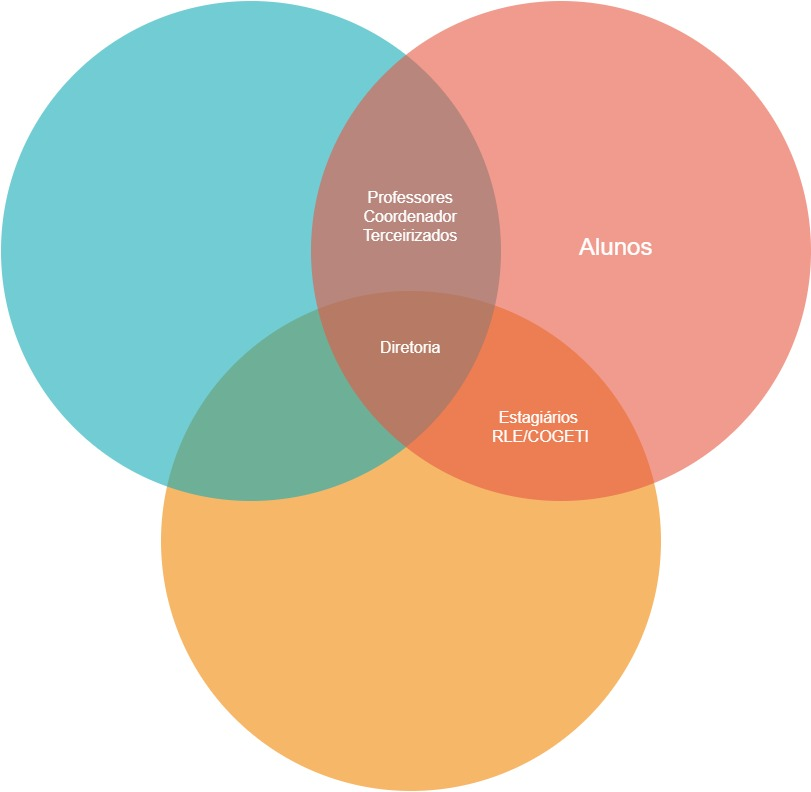 Professores
Coordenador
Terceirizados
Alunos
Diretoria
Estagiários
RLE/COGETI